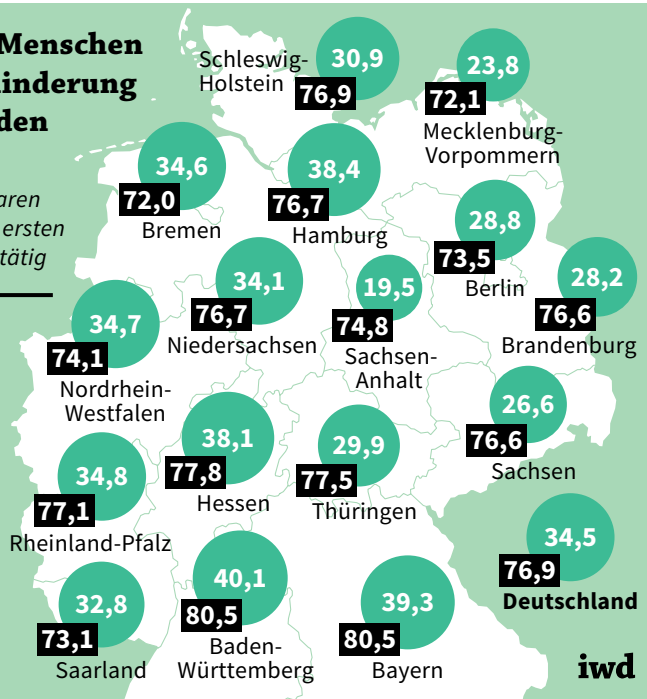 Menschen
inderung
den
aren
ersten
tätig
Schleswig-
Holstein
30,9
76,9
23,8
72,1
Mecklenburg-
Vorpommern
34,6
72,0
Bremen
38,4
76,7
Hamburg
28,8
73,5
Berlin
28,2
76,6
Brandenburg
34,1
76,7
Niedersachsen
19,5
74,8
Sachsen-
Anhalt
34,7
74,1
Nordrhein-
Westfalen
26,6
76,6
Sachsen
38,1
77,8
Hessen
29,9
77,5
Thüringen
34,8
77,1
Rheinland-Pfalz
34,5
76,9
Deutschland
32,8
73,1
Saarland
40,1
80,5
Baden-
Württemberg
39,3
80,5
Bayern
iwd